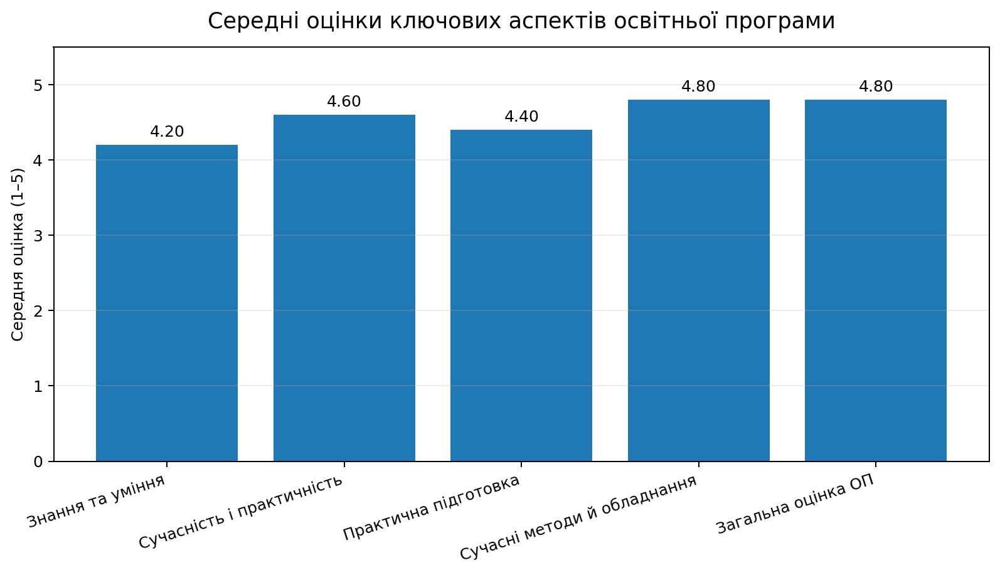 Середні оцінки ключових аспектів освітньої програми
Середня оцінка (1–5)
5
4
3
2
1
0
4.20
4.60
4.40
4.80
4.80
Знання та уміння
Сучасність і практичність
Практична підготовка
Сучасні методи й обладнання
Загальна оцінка ОП